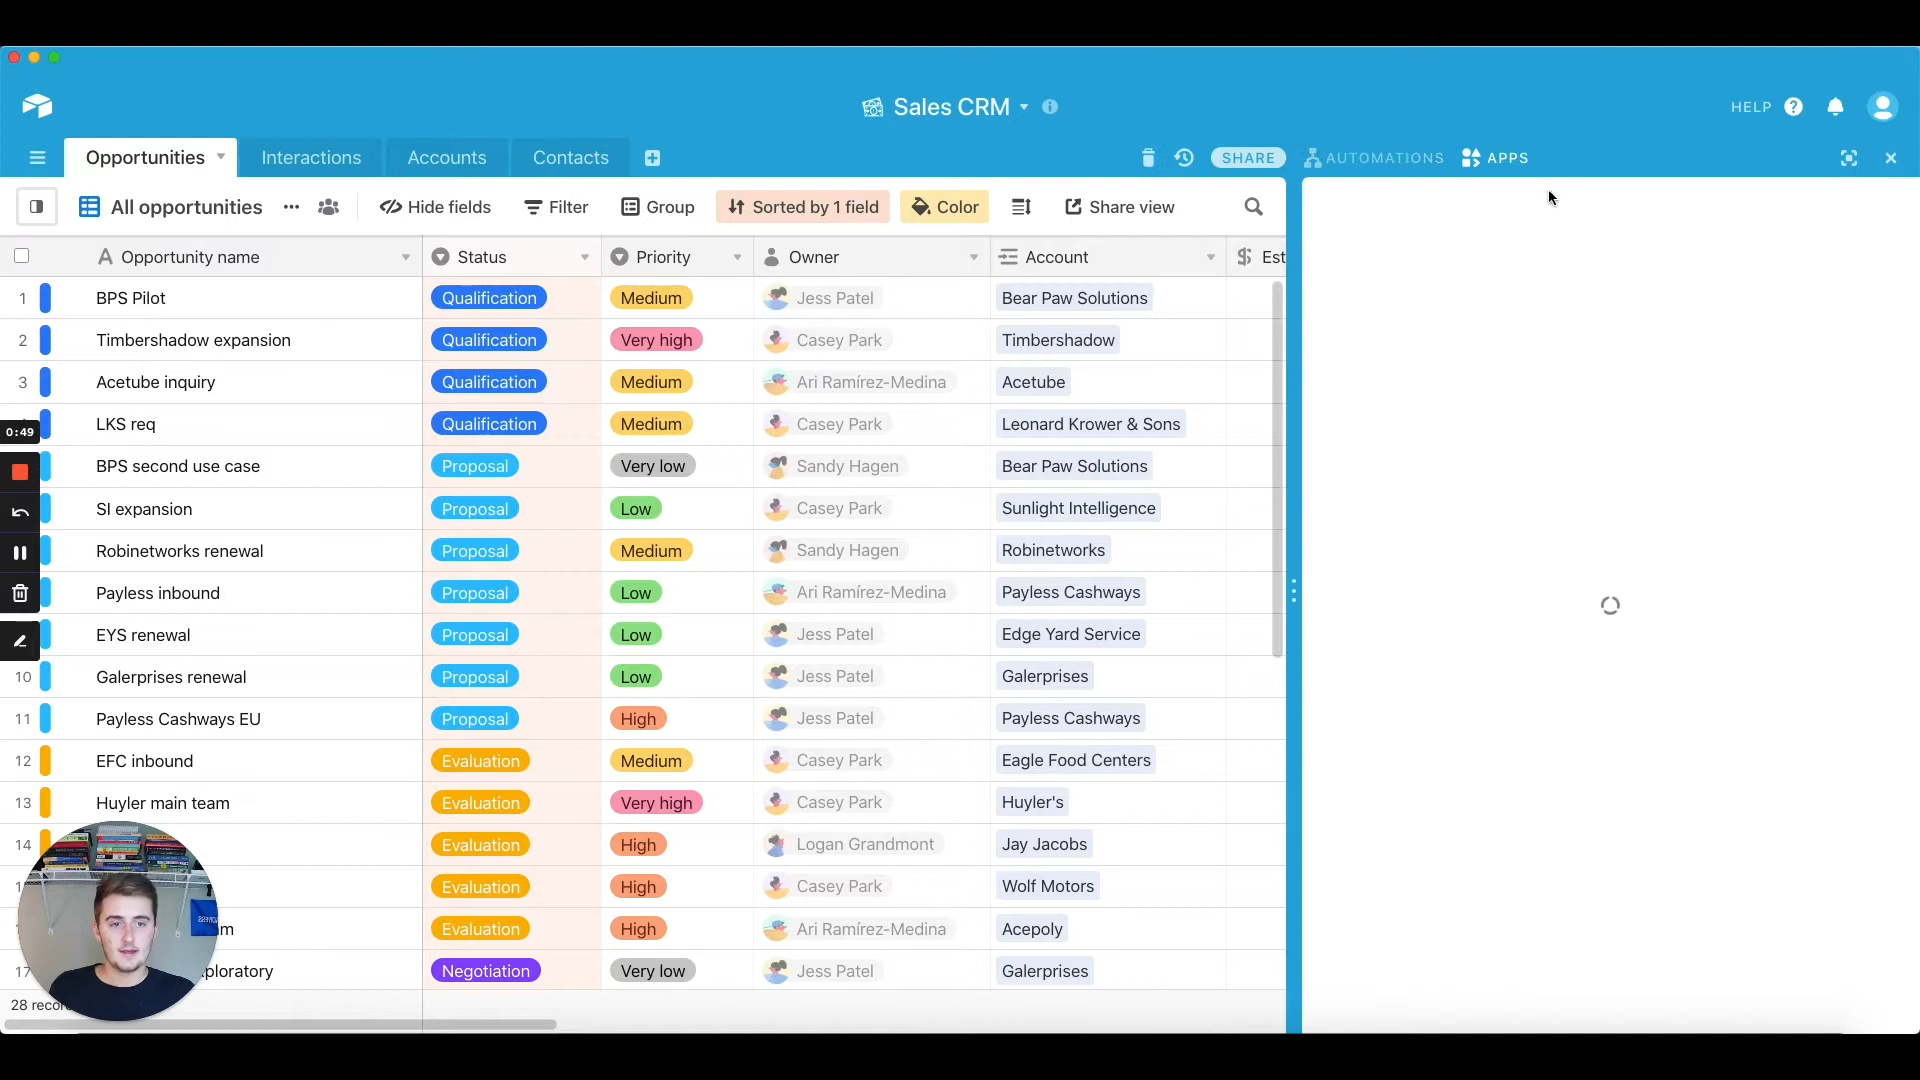 Sales CRM
HELP
Opportunities Interactions Accounts Contacts SHARE AUTOMATIONS APPS
All opportunities Hide fields Filter Group Sorted by 1 field Color Share view
Opportunity name Status Priority Owner Account Est
1 BPS Pilot Qualification Medium Jess Patel Bear Paw Solutions
2 Timbershadow expansion Qualification Very high Casey Park Timbershadow
3 Acetube inquiry Qualification Medium Ari Ramírez-Medina Acetube
LKS req Qualification Medium Casey Park Leonard Krower & Sons
0:49
BPS second use case Proposal Very low Sandy Hagen Bear Paw Solutions
SI expansion Proposal Low Casey Park Sunlight Intelligence
Robinetworks renewal Proposal Medium Sandy Hagen Robinetworks
Payless inbound Proposal Low Ari Ramírez-Medina Payless Cashways
EYS renewal Proposal Low Jess Patel Edge Yard Service
10 Galerprises renewal Proposal Low Jess Patel Galerprises
11 Payless Cashways EU Proposal High Jess Patel Payless Cashways
12 EFC inbound Evaluation Medium Casey Park Eagle Food Centers
13 Huyler main team Evaluation Very high Casey Park Huyler's
14 Evaluation High Logan Grandmont Jay Jacobs
Evaluation High Casey Park Wolf Motors
Evaluation High Ari Ramírez-Medina Acepoly
17 ploratory Negotiation Very low Jess Patel Galerprises
28 recor